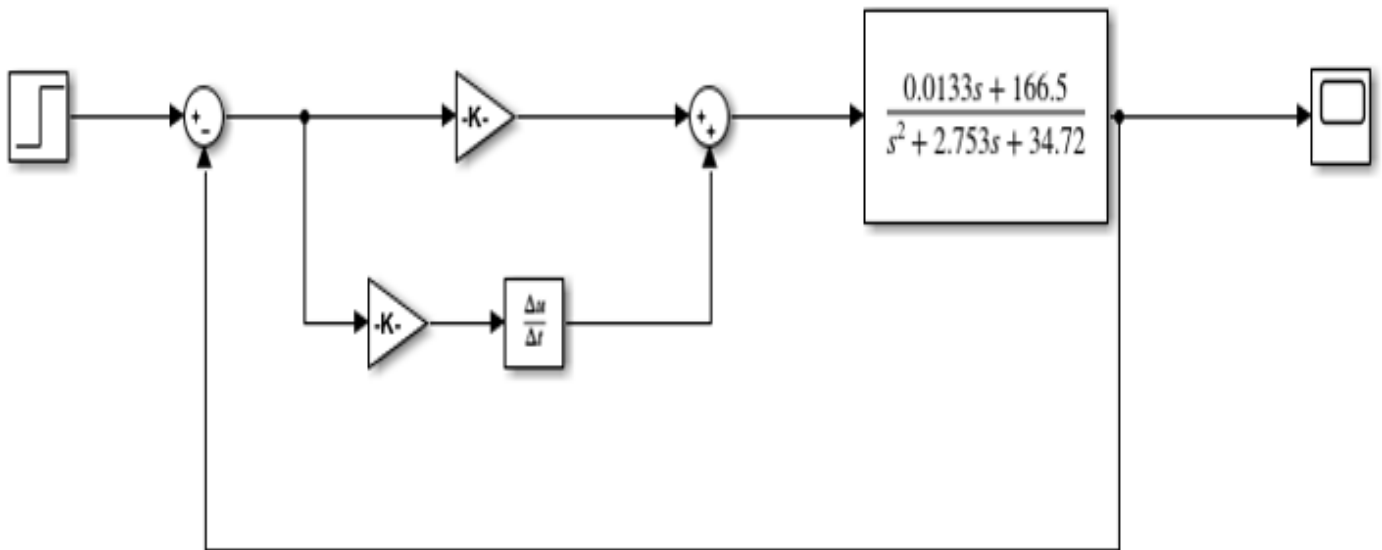 +
−
-K-
+
+
0.0133s + 166.5
s² + 2.753s + 34.72
-K-
Δu
Δt